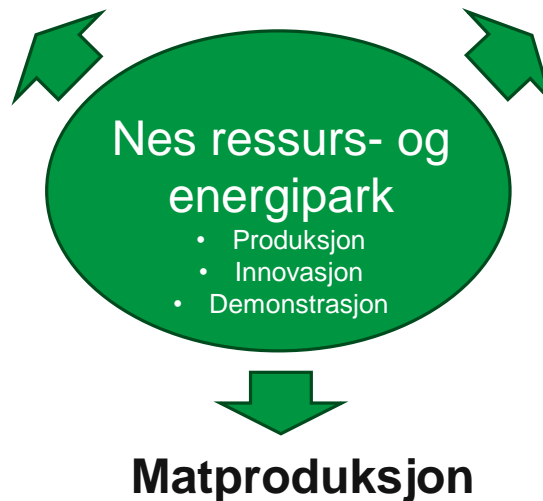 Nes ressurs- og
energipark
• Produksjon
• Innovasjon
• Demonstrasjon
Matproduksjon